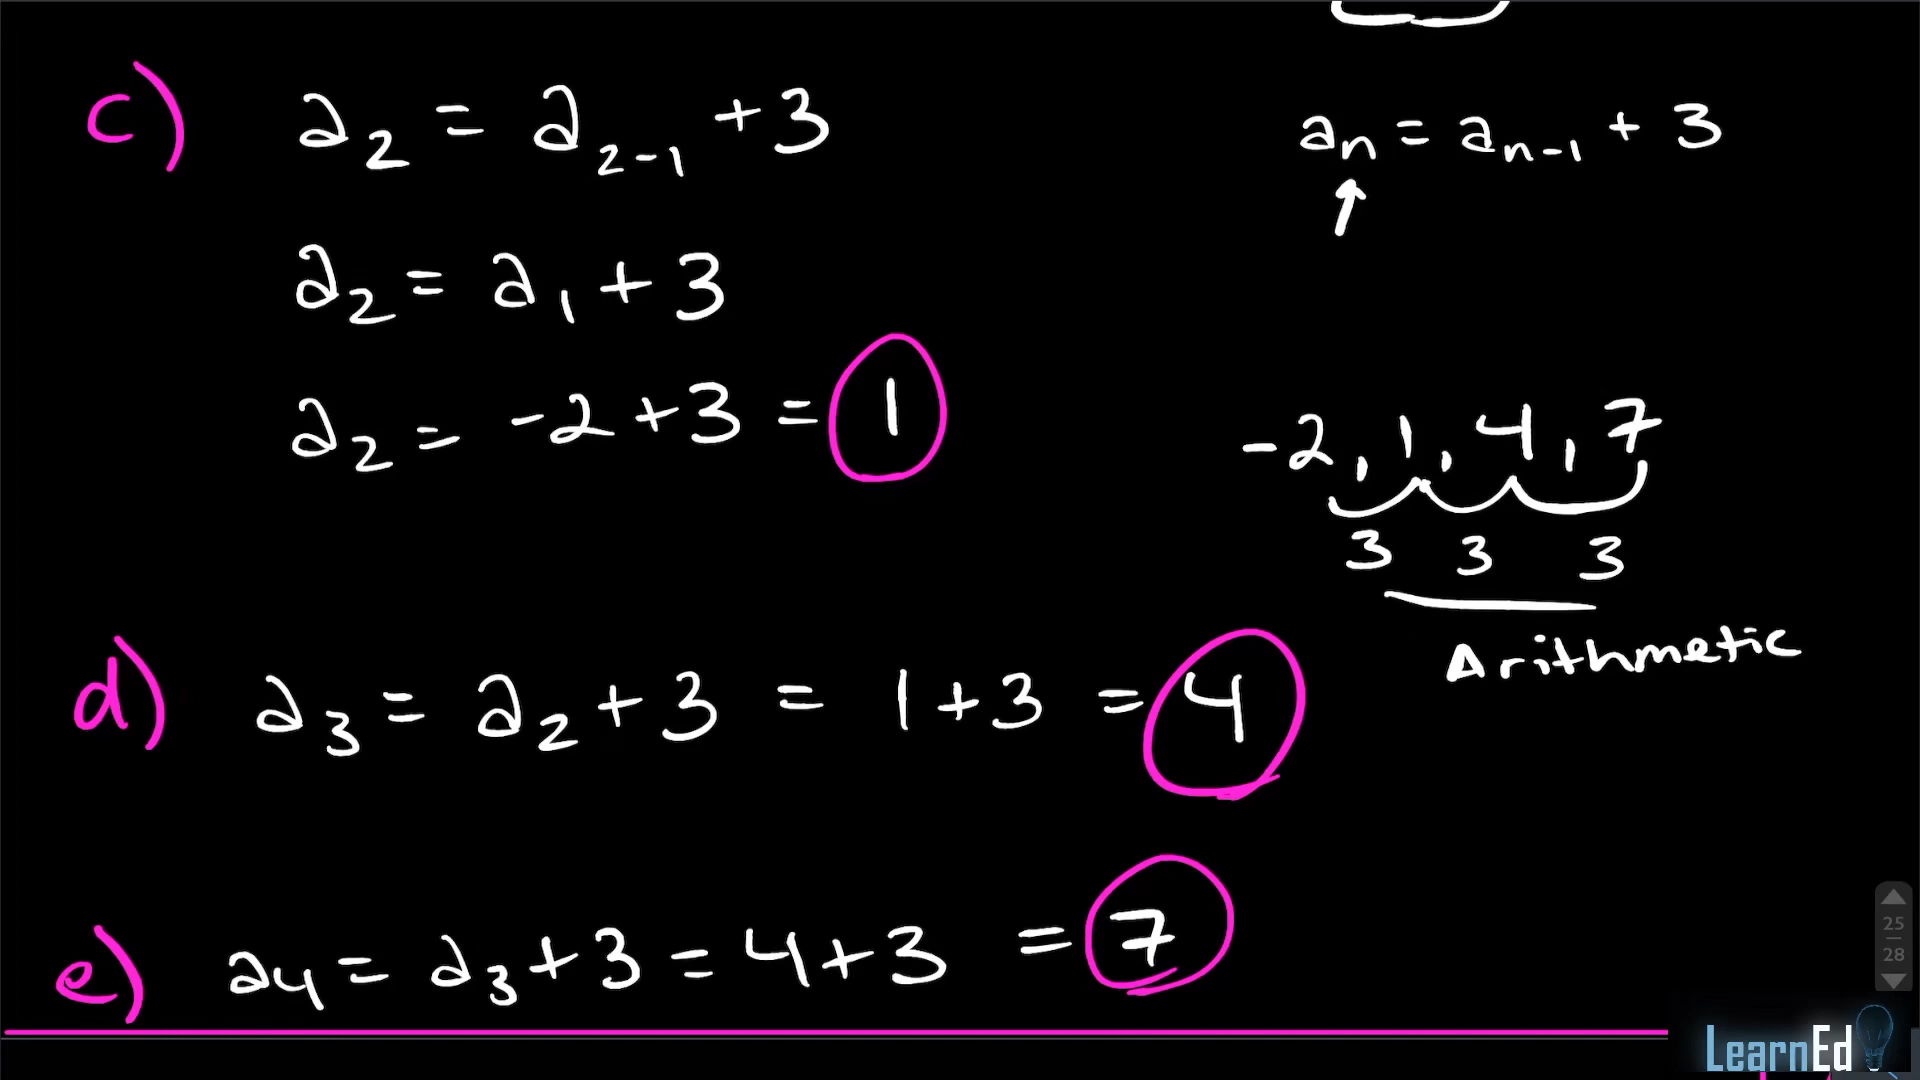 c) a₂ = a₂₋₁ + 3
aₙ = aₙ₋₁ + 3
a₂ = a₁ + 3
a₂ = -2 + 3 = 1
-2, 1, 4, 7
3 3 3
Arithmetic
d) a₃ = a₂ + 3 = 1 + 3 = 4
e) a₄ = a₃ + 3 = 4 + 3 = 7
25
28
LearnEd